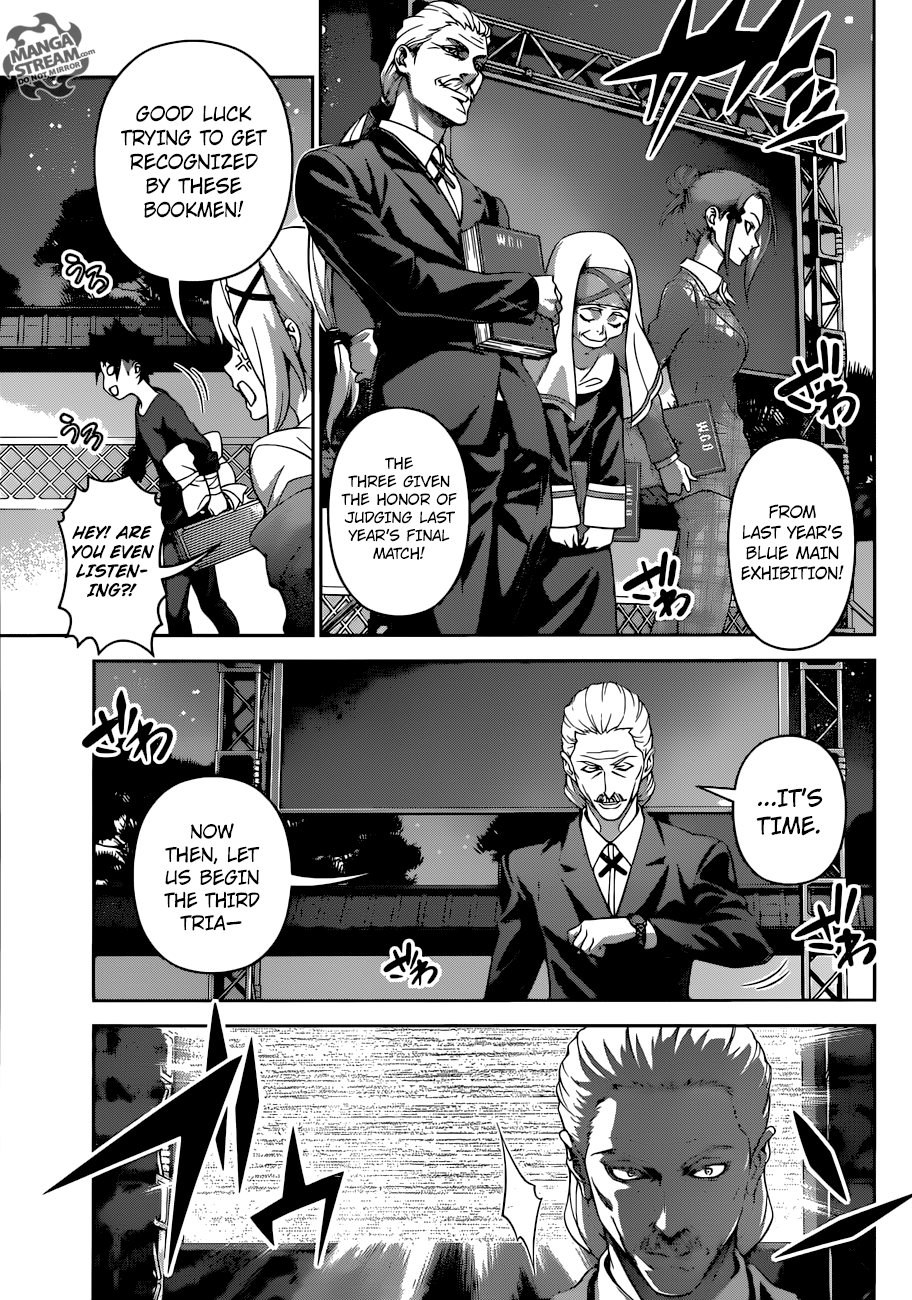 MANGA
STREAM.com
DO NOT MIRROR
FROM
LAST YEAR'S
BLUE MAIN
EXHIBITION!
WGO
WGO
THE
THREE GIVEN
THE HONOR OF
JUDGING LAST
YEAR'S FINAL
MATCH!
ざわ
ざわ
GOOD LUCK
TRYING TO GET
RECOGNIZED
BY THESE
BOOKMEN!
うろ
うろ
HEY! ARE
YOU EVEN
LISTEN-
ING?!
...IT'S
TIME.
NOW
THEN, LET
US BEGIN
THE THIRD
TRIA—
ざわ
ざわ
ざわ